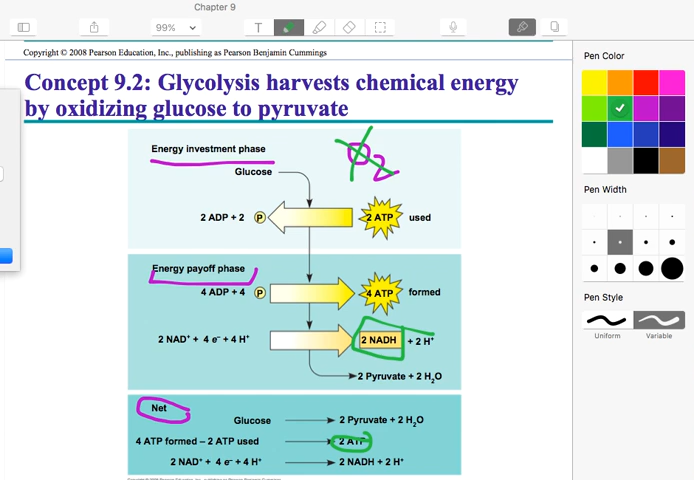 Chapter 9
99%
T
Copyright © 2008 Pearson Education, Inc., publishing as Pearson Benjamin Cummings
Concept 9.2: Glycolysis harvests chemical energy
by oxidizing glucose to pyruvate
Energy investment phase
O2
Glucose
2 ADP + 2 P
2 ATP used
Energy payoff phase
4 ADP + 4 P
4 ATP formed
2 NAD⁺ + 4 e⁻ + 4 H⁺
2 NADH + 2 H⁺
2 Pyruvate + 2 H₂O
Net
Glucose
2 Pyruvate + 2 H₂O
4 ATP formed – 2 ATP used
2 ATP
2 NAD⁺ + 4 e⁻ + 4 H⁺
2 NADH + 2 H⁺
Pen Color
Pen Width
Pen Style
Uniform
Variable